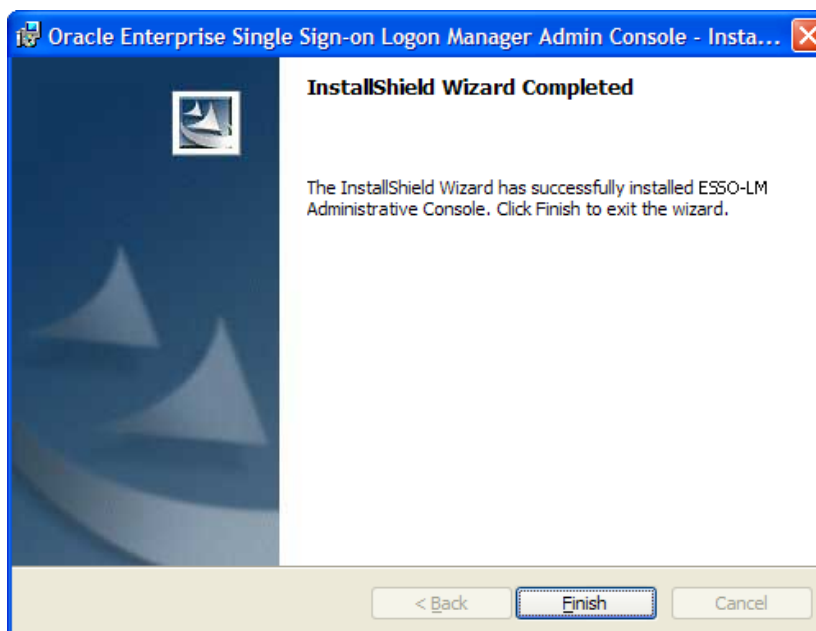 Oracle Enterprise Single Sign-on Logon Manager Admin Console - Insta...
InstallShield Wizard Completed
The InstallShield Wizard has successfully installed ESSO-LM
Administrative Console. Click Finish to exit the wizard.
< Back Finish Cancel